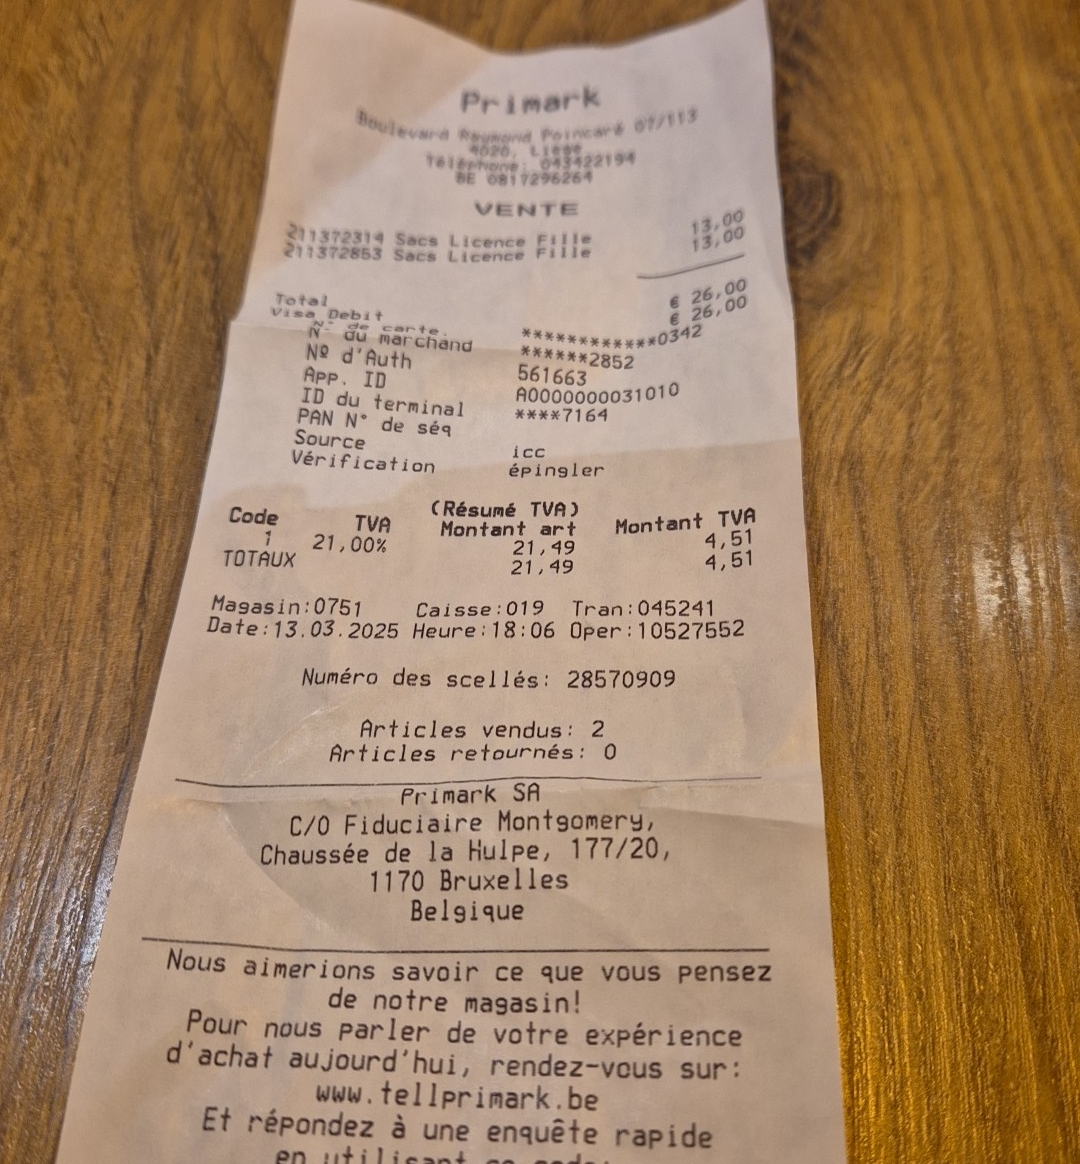 Primark
Boulevard Raymond Poincaré 07/113
4020, Liège
Téléphone: 043422194
BE 0817296264
VENTE
211372314 Sacs Licence Fille 13,00
211372853 Sacs Licence Fille 13,00
Total € 26,00
Visa Debit € 26,00
N° de carte. ************0342
N° du marchand ******2852
Nº d'Auth 561663
App. ID A0000000031010
ID du terminal ****7164
PAN N° de séq
Source icc
Vérification épingler
(Résumé TVA)
Code TVA Montant art Montant TVA
1 21,00% 21,49 4,51
TOTAUX 21,49 4,51
Magasin:0751 Caisse:019 Tran:045241
Date:13.03.2025 Heure:18:06 Oper:10527552
Numéro des scellés: 28570909
Articles vendus: 2
Articles retournés: 0
Primark SA
C/O Fiduciaire Montgomery,
Chaussée de la Hulpe, 177/20,
1170 Bruxelles
Belgique
Nous aimerions savoir ce que vous pensez
de notre magasin!
Pour nous parler de votre expérience
d'achat aujourd'hui, rendez-vous sur:
www.tellprimark.be
Et répondez à une enquête rapide
en utilisant ce code: